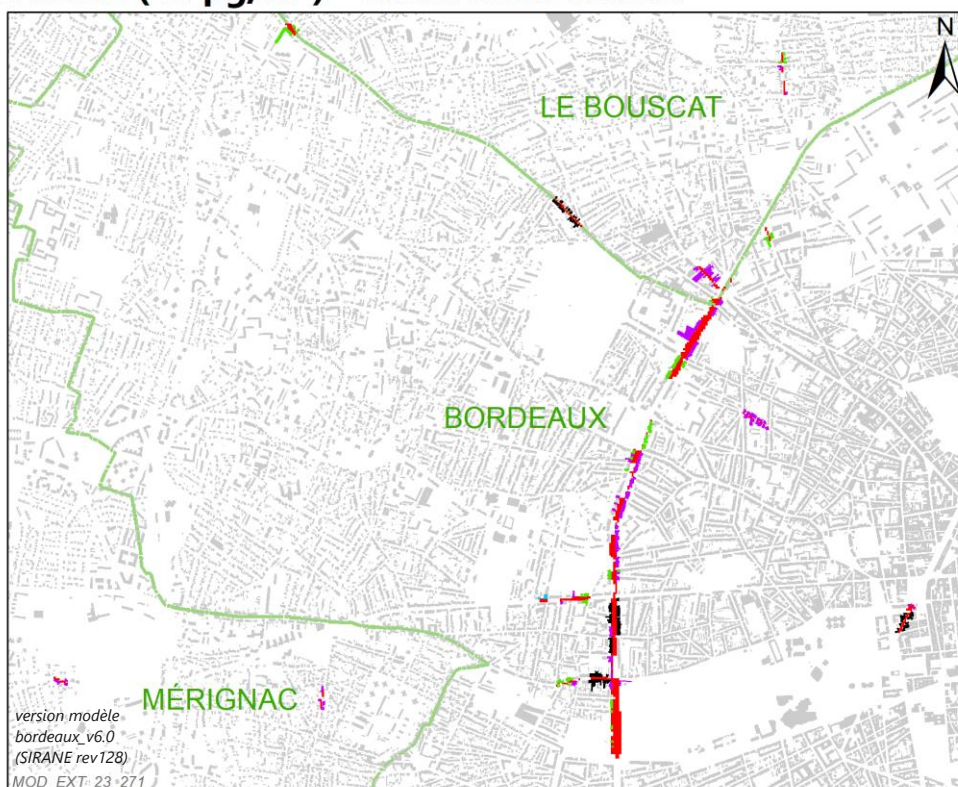 N
LE BOUSCAT
BORDEAUX
MÉRIGNAC
version modèle
bordeaux_v6.0
(SIRANE rev128)
MOD_EXT_23_271